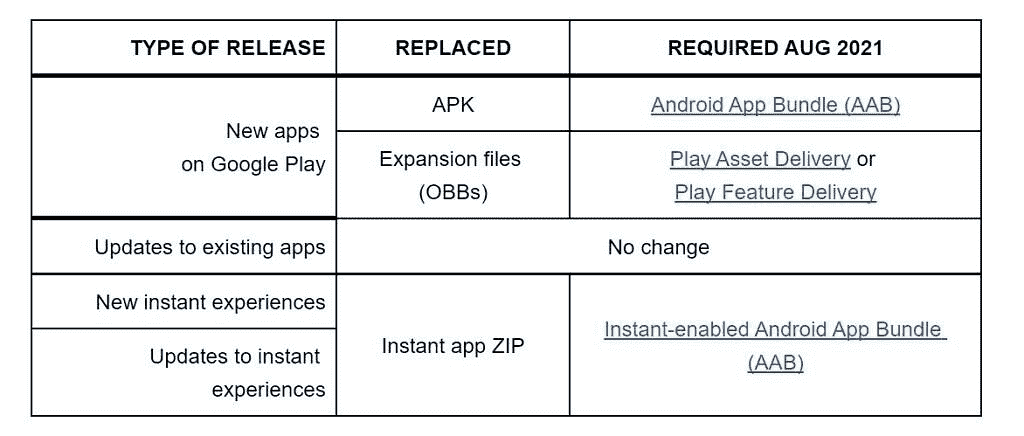 TYPE OF RELEASE
REPLACED
REQUIRED AUG 2021
New apps
on Google Play
APK
Android App Bundle (AAB)
Expansion files
(OBBs)
Play Asset Delivery or
Play Feature Delivery
Updates to existing apps
No change
New instant experiences
Updates to instant
experiences
Instant app ZIP
Instant-enabled Android App Bundle
(AAB)